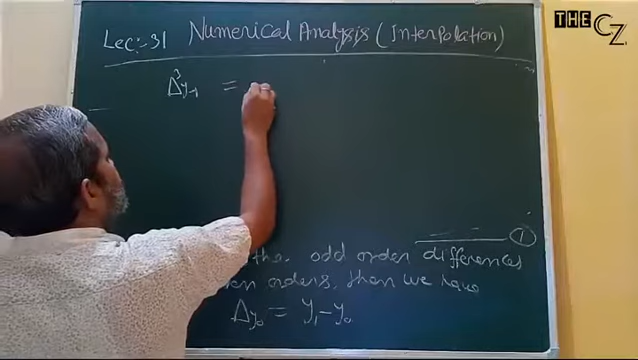 Lec:-31 Numerical Analysis (Interpolation)
THE CZ
Δ³y₋₁ =
①
the odd order differences
orders, then we have
Δy₀ = y₁ - y₀